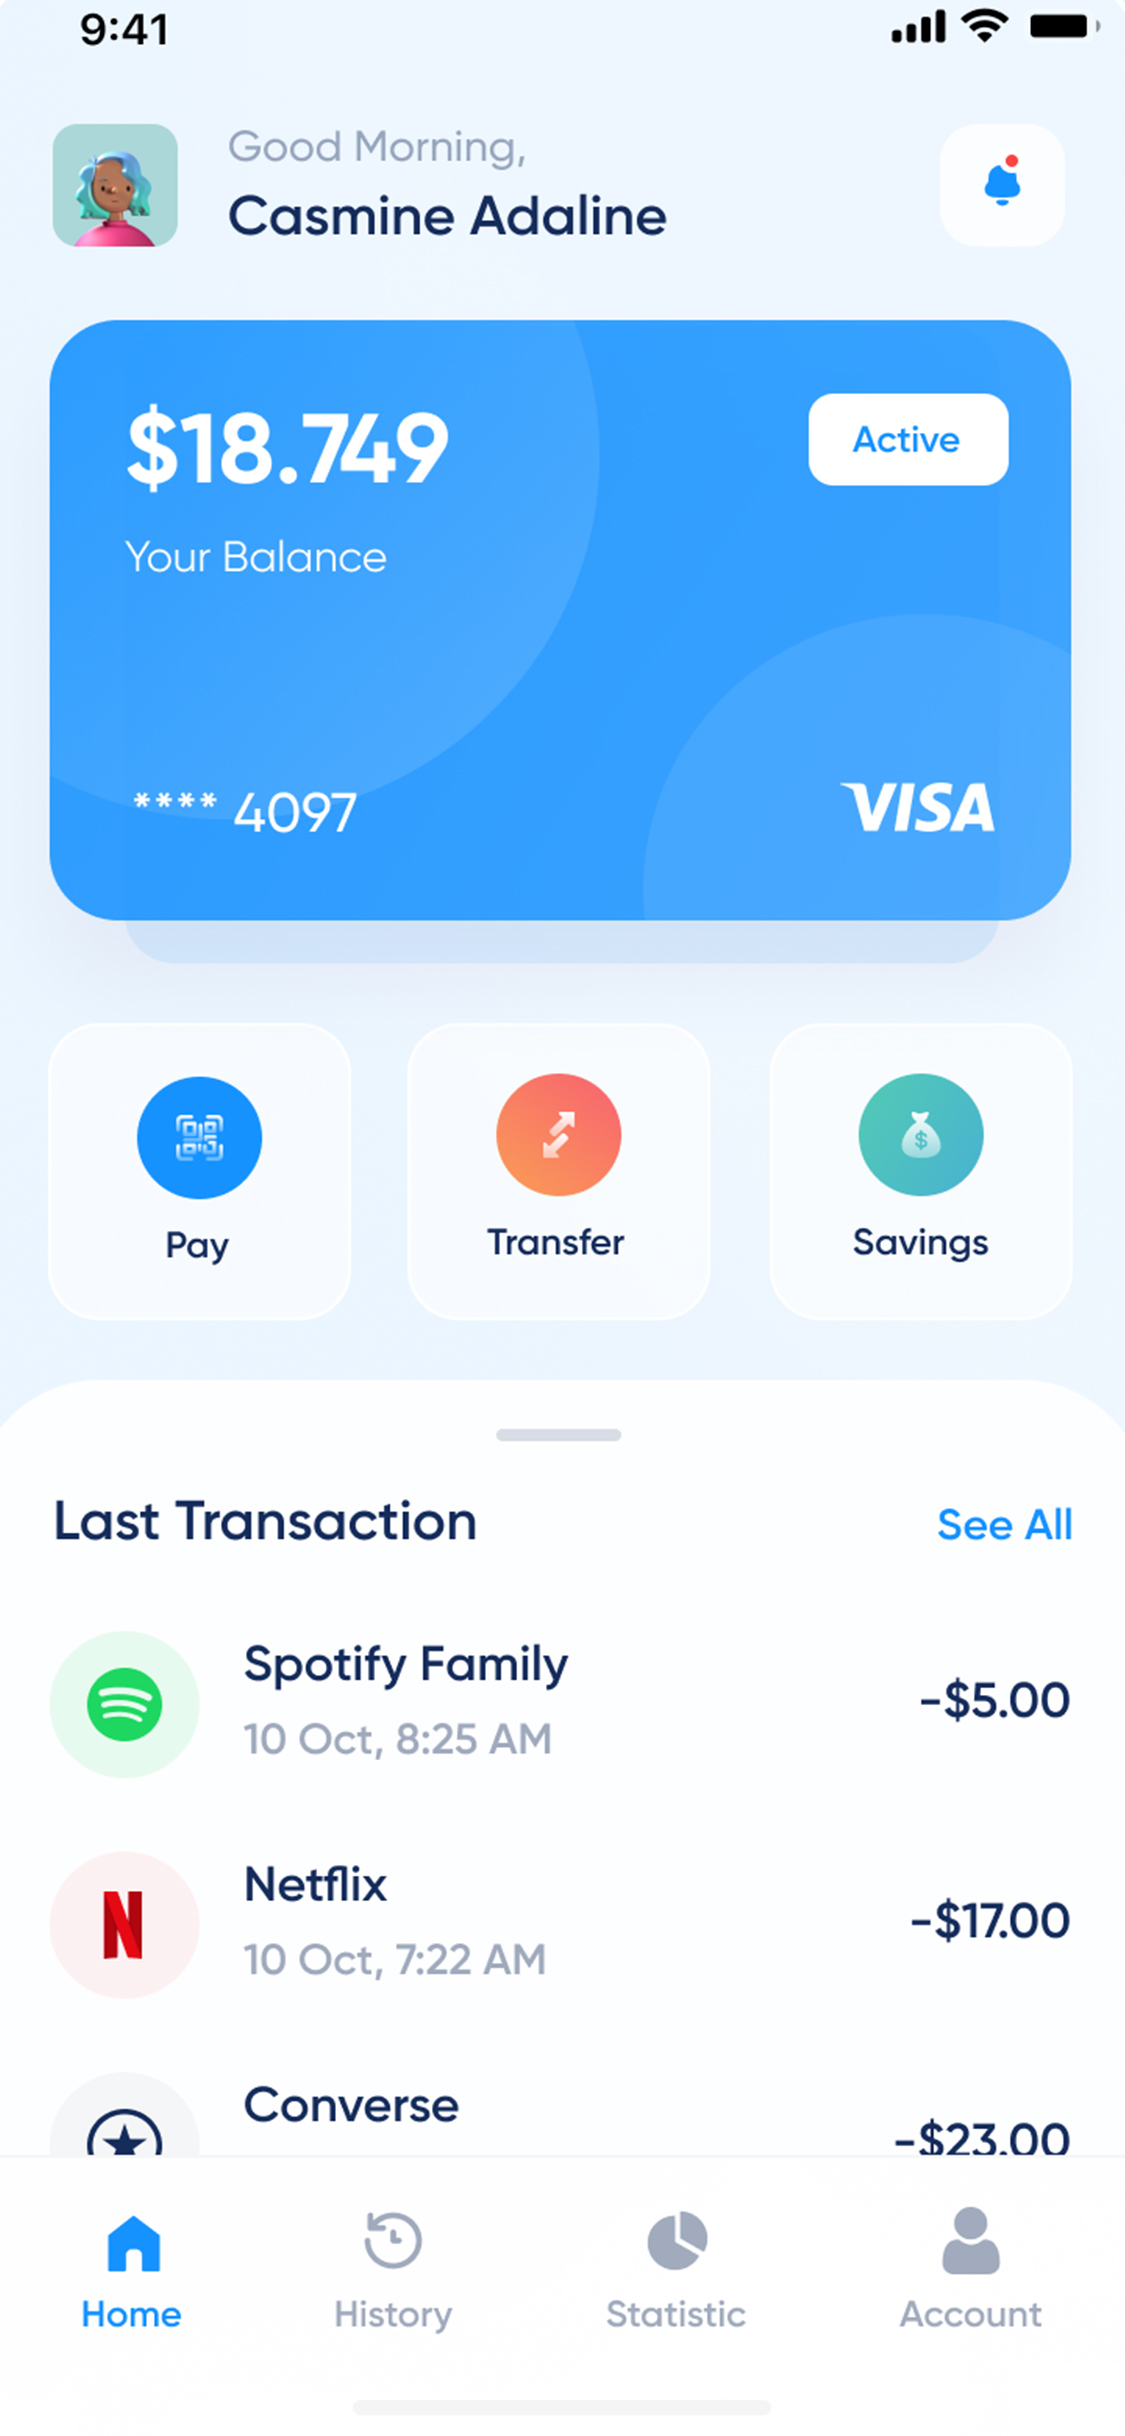 9:41
Good Morning,
Casmine Adaline
$18.749
Active
Your Balance
**** 4097
VISA
Pay
Transfer
Savings
Last Transaction
See All
Spotify Family
-$5.00
10 Oct, 8:25 AM
Netflix
-$17.00
10 Oct, 7:22 AM
Converse
-$23.00
Home
History
Statistic
Account